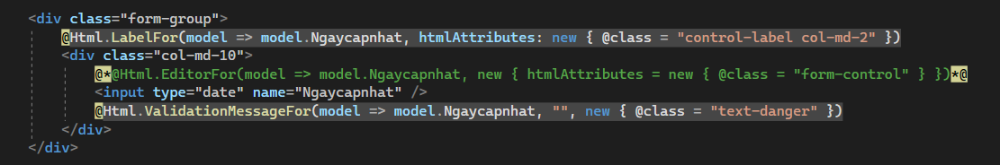 <div class="form-group">
@Html.LabelFor(model => model.Ngaycapnhat, htmlAttributes: new { @class = "control-label col-md-2" })
<div class="col-md-10">
@*@Html.EditorFor(model => model.Ngaycapnhat, new { htmlAttributes = new { @class = "form-control" } })*@
<input type="date" name="Ngaycapnhat" />
@Html.ValidationMessageFor(model => model.Ngaycapnhat, "", new { @class = "text-danger" })
</div>
</div>